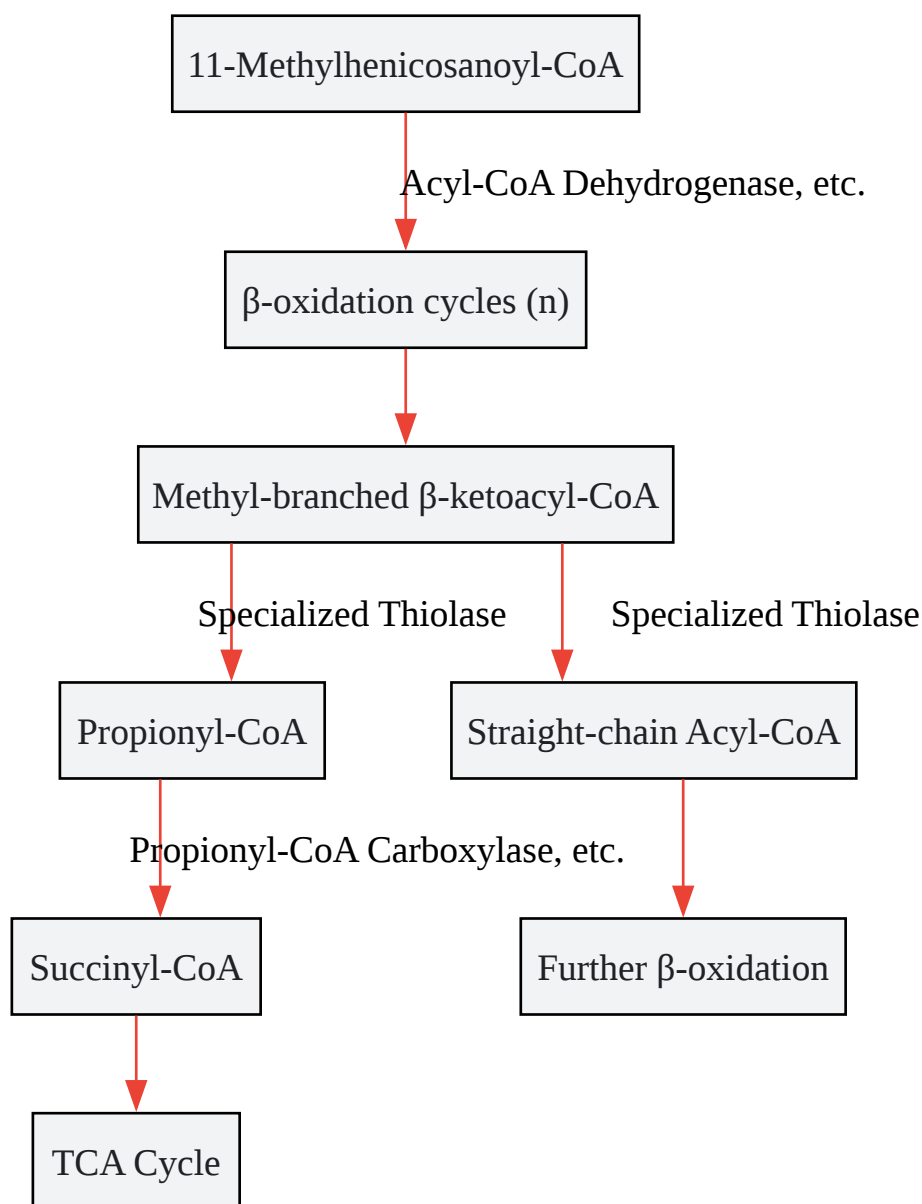 11-Methylhenicosanoyl-CoA
Acyl-CoA Dehydrogenase, etc.
β-oxidation cycles (n)
Methyl-branched β-ketoacyl-CoA
Specialized Thiolase
Specialized Thiolase
Propionyl-CoA
Straight-chain Acyl-CoA
Propionyl-CoA Carboxylase, etc.
Succinyl-CoA
Further β-oxidation
TCA Cycle